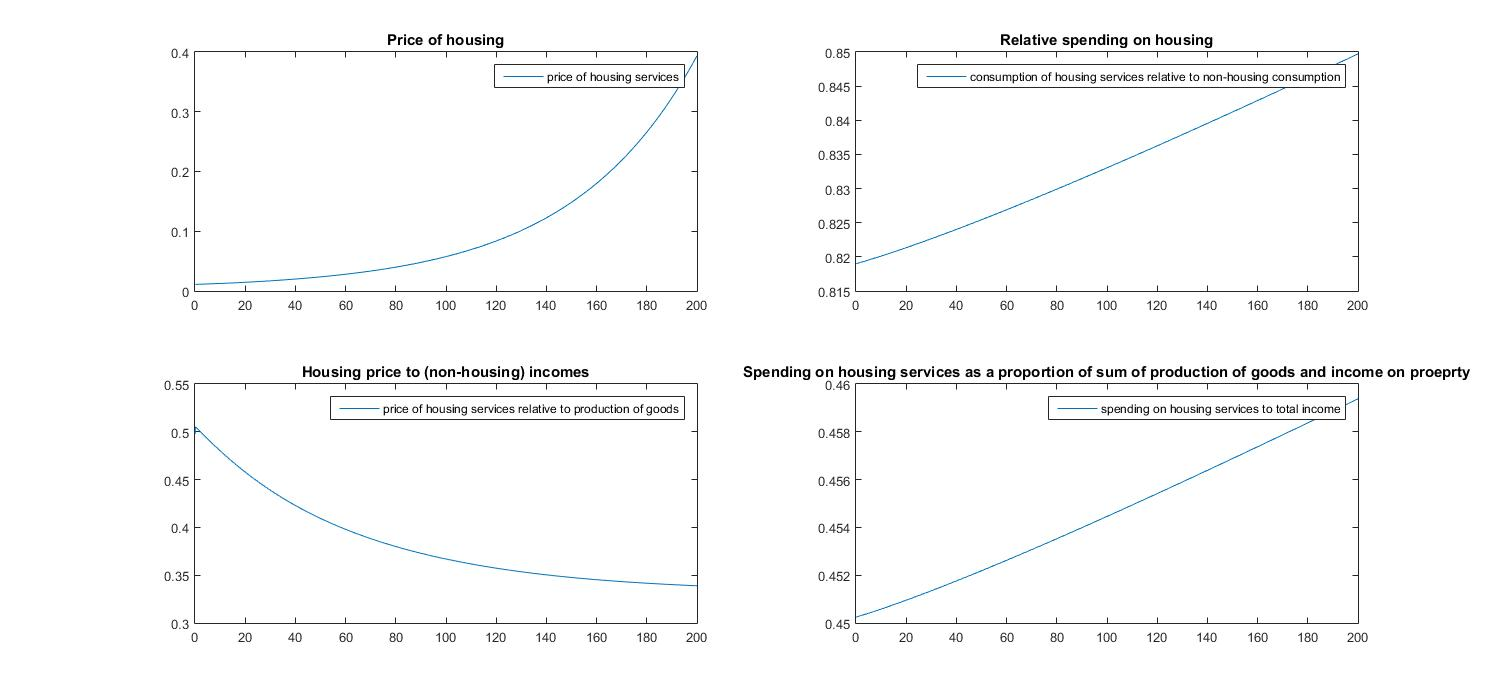 Price of housing
0.4
0.3
0.2
0.1
0
price of housing services
0 20 40 60 80 100 120 140 160 180 200
Relative spending on housing
0.85
0.845
0.84
0.835
0.83
0.825
0.82
0.815
consumption of housing services relative to non-housing consumption
0 20 40 60 80 100 120 140 160 180 200
Housing price to (non-housing) incomes
0.55
0.5
0.45
0.4
0.35
0.3
price of housing services relative to production of goods
0 20 40 60 80 100 120 140 160 180 200
Spending on housing services as a proportion of sum of production of goods and income on proeprty
0.46
0.458
0.456
0.454
0.452
0.45
spending on housing services to total income
0 20 40 60 80 100 120 140 160 180 200